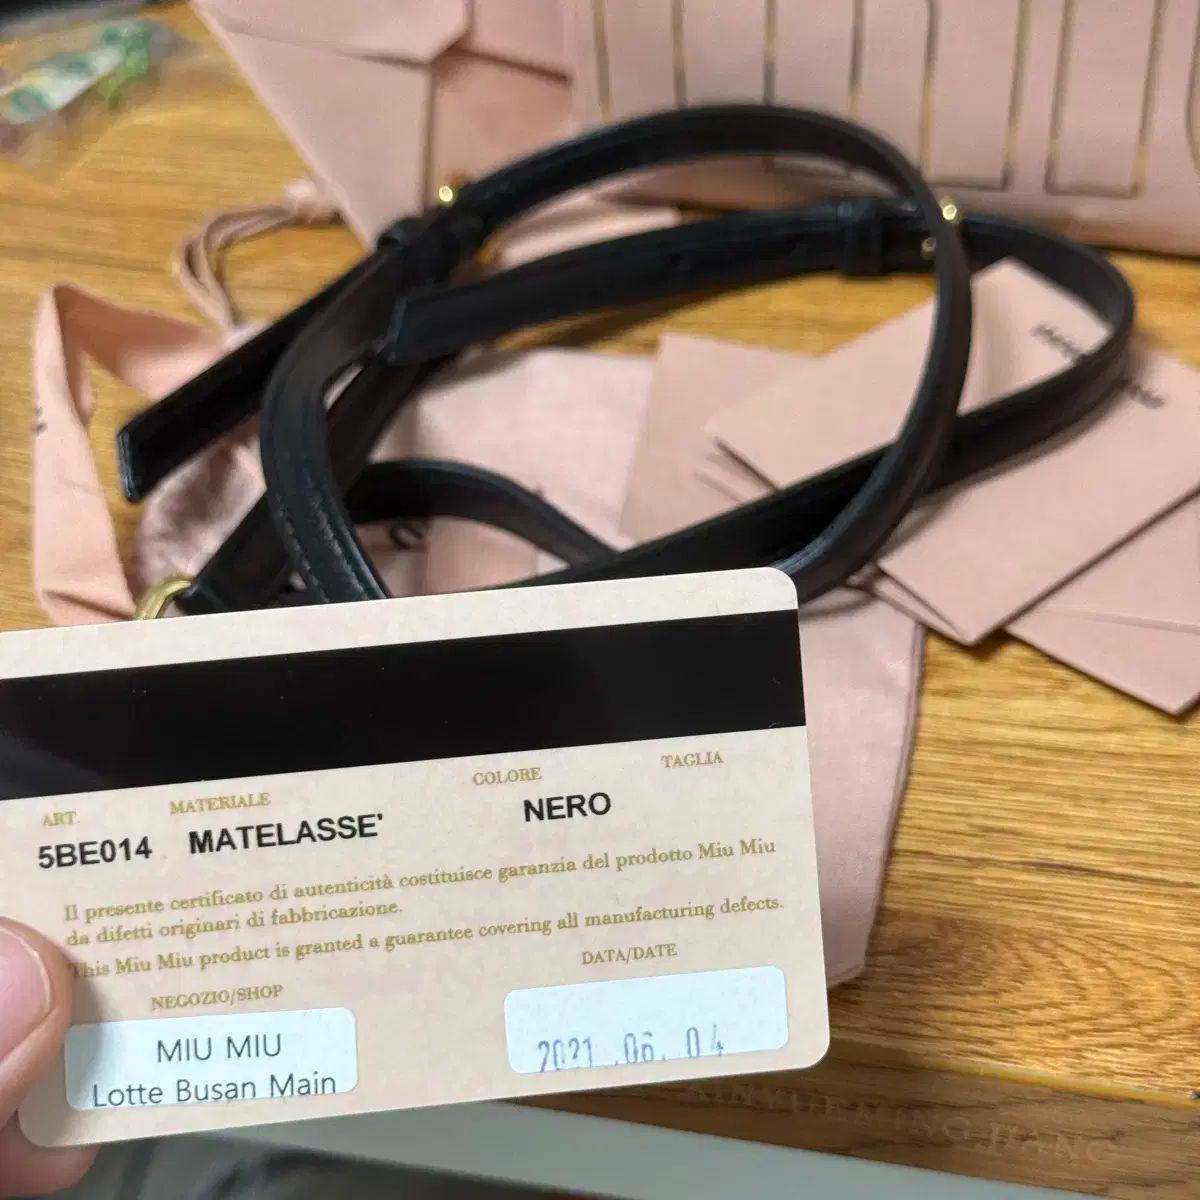 ART.
MATERIALE
COLORE
TAGLIA
5BE014
MATELASSE'
NERO
Il presente certificato di autenticità costituisce garanzia del prodotto Miu Miu
da difetti originari di fabbricazione.
This Miu Miu product is granted a guarantee covering all manufacturing defects.
NEGOZIO/SHOP
DATA/DATE
MIU MIU
Lotte Busan Main
2021.06.04